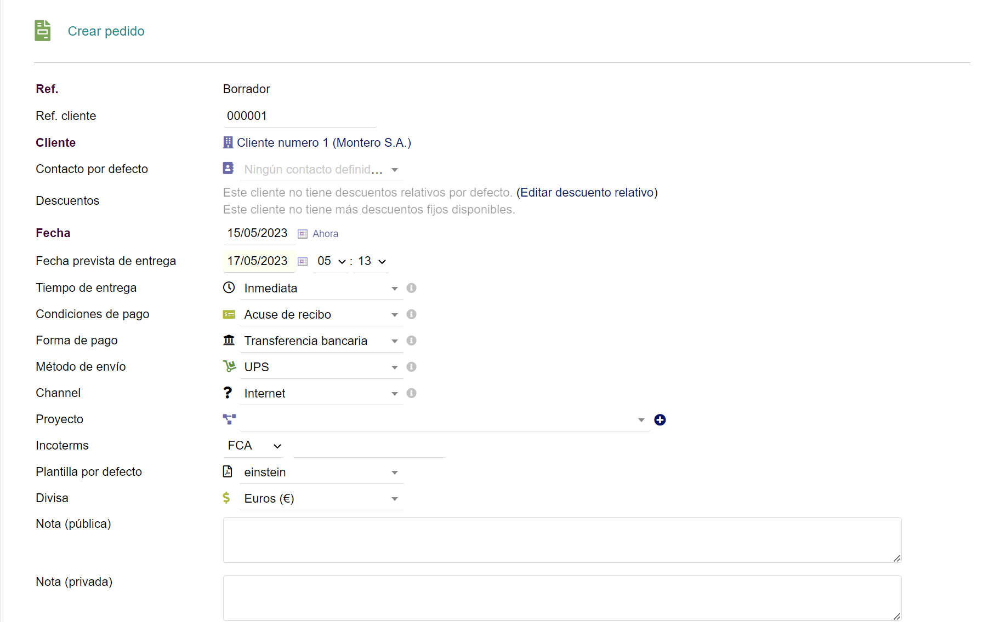 Crear pedido
Ref. Borrador
Ref. cliente 000001
Cliente Cliente numero 1 (Montero S.A.)
Contacto por defecto Ningún contacto definid...
Descuentos
Este cliente no tiene descuentos relativos por defecto. (Editar descuento relativo)
Este cliente no tiene más descuentos fijos disponibles.
Fecha 15/05/2023 Ahora
Fecha prevista de entrega 17/05/2023 05 : 13
Tiempo de entrega Inmediata
Condiciones de pago Acuse de recibo
Forma de pago Transferencia bancaria
Método de envío UPS
Channel Internet
Proyecto
Incoterms FCA
Plantilla por defecto einstein
Divisa Euros (€)
Nota (pública)
Nota (privada)